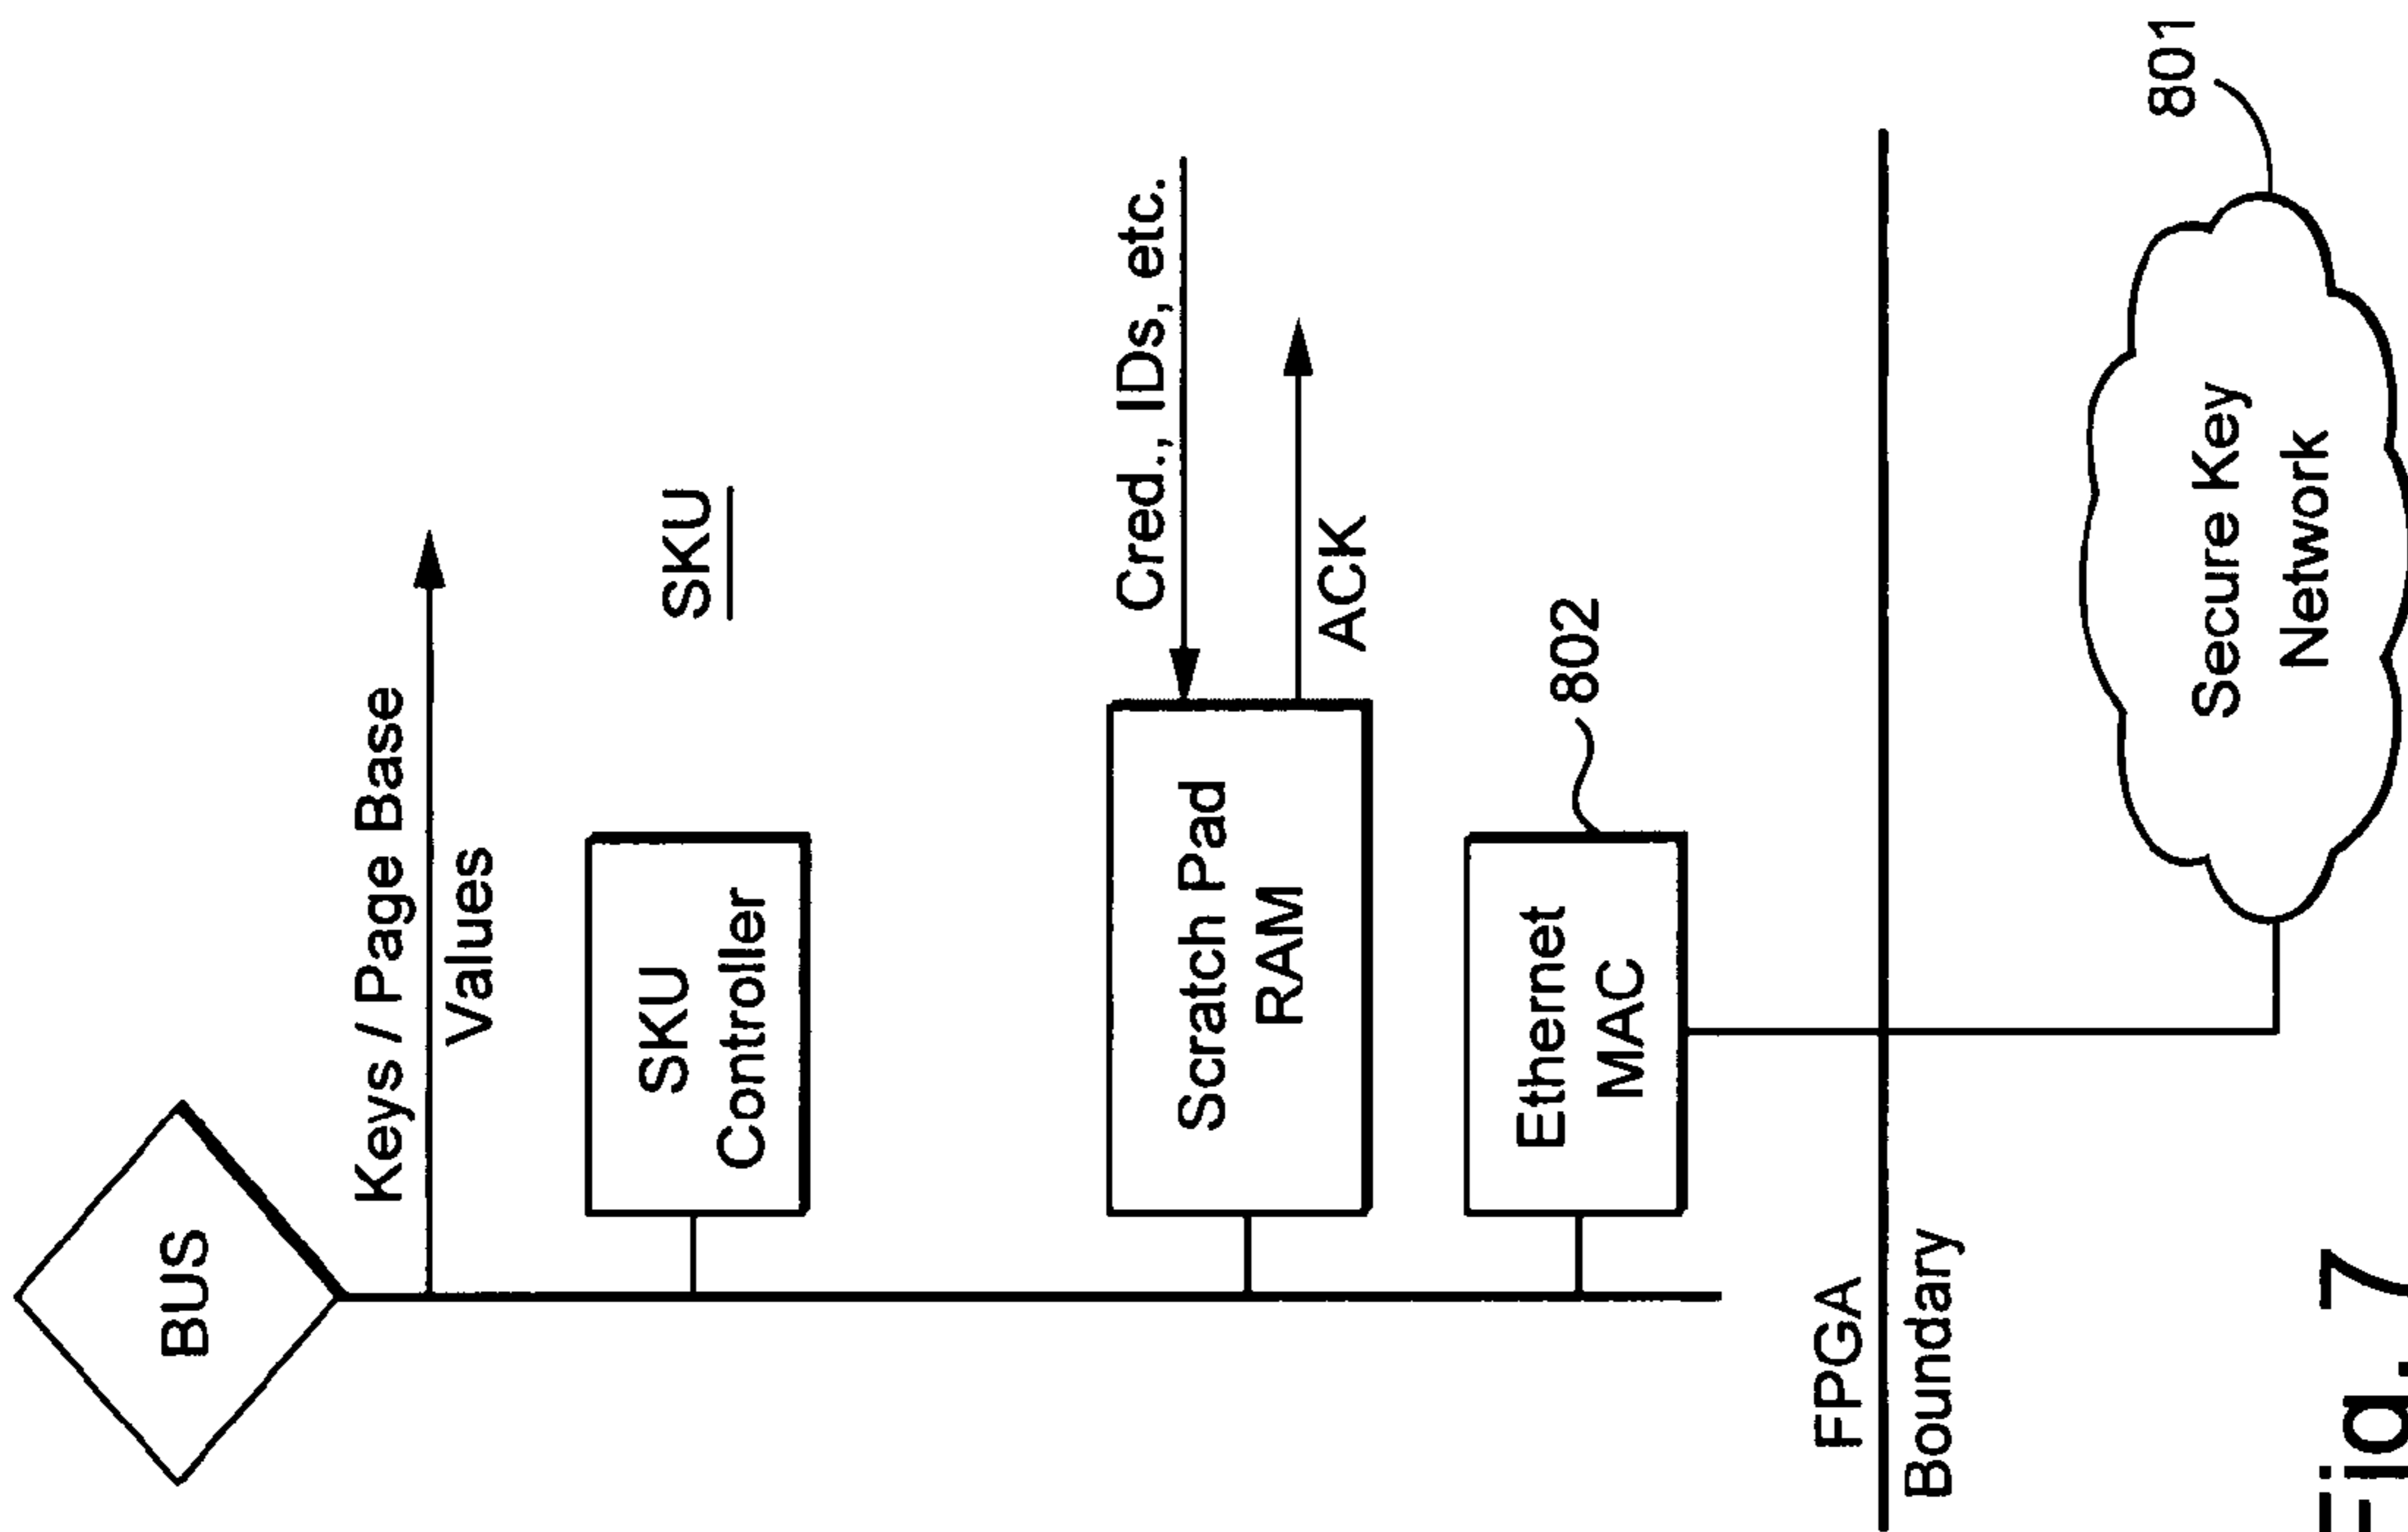 BUS
Keys / Page Base
Values
SKU
Controller
SKU
Scratch Pad
RAM
Cred., IDs, etc.
ACK
Ethernet
MAC
802
FPGA
Boundary
Secure Key
Network
801
Fig. 7